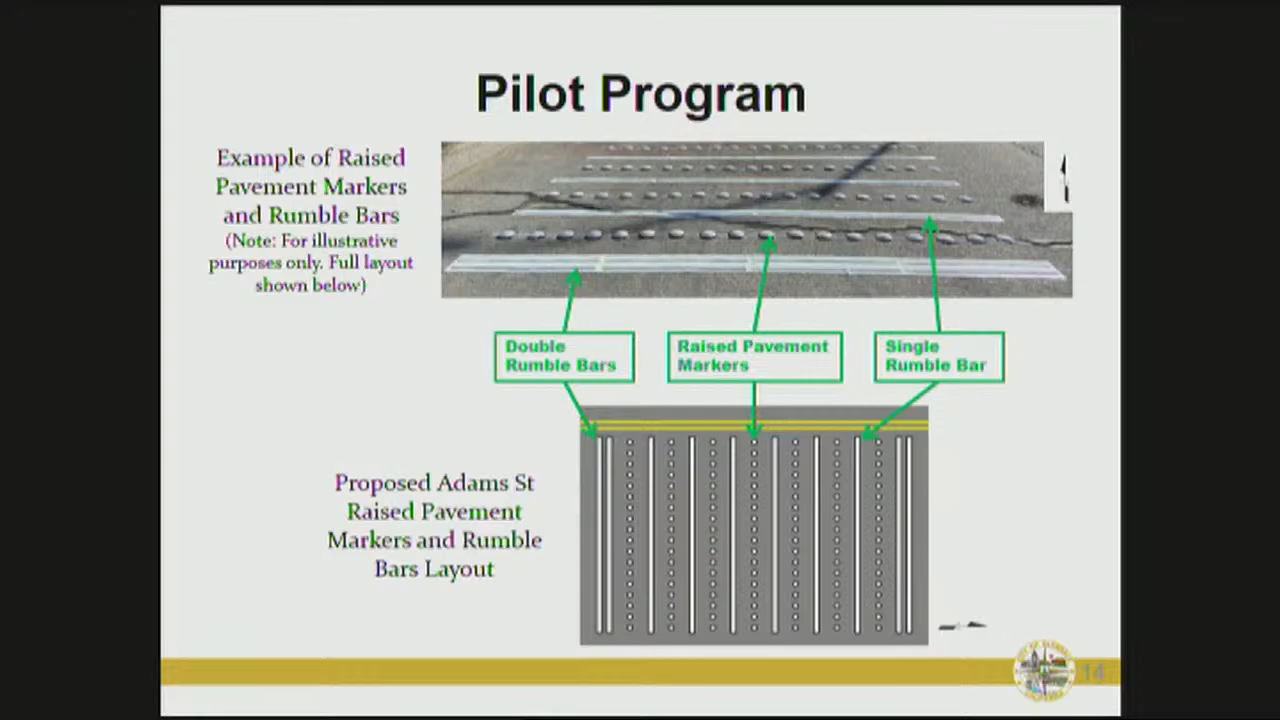 Pilot Program
Example of Raised
Pavement Markers
and Rumble Bars
(Note: For illustrative
purposes only. Full layout
shown below)
Double
Rumble Bars
Raised Pavement
Markers
Single
Rumble Bar
Proposed Adams St
Raised Pavement
Markers and Rumble
Bars Layout
14